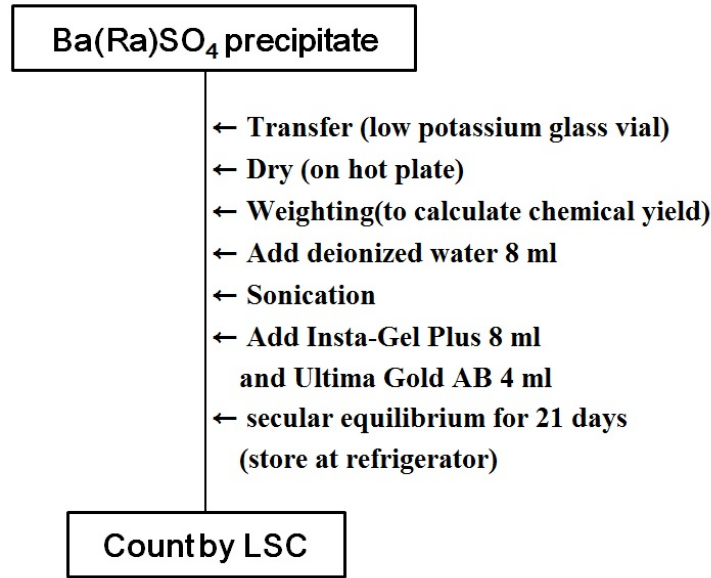 Ba(Ra)SO₄ precipitate
← Transfer (low potassium glass vial)
← Dry (on hot plate)
← Weighting(to calculate chemical yield)
← Add deionized water 8 ml
← Sonication
← Add Insta-Gel Plus 8 ml
and Ultima Gold AB 4 ml
← secular equilibrium for 21 days
(store at refrigerator)
Count by LSC